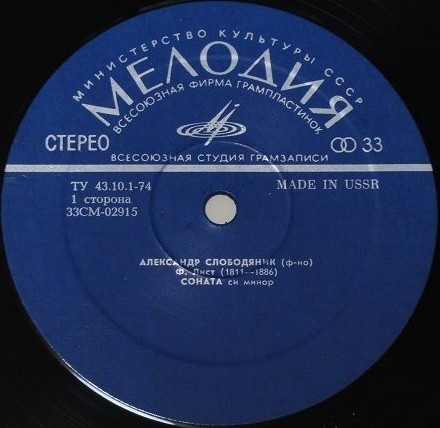 МИНИСТЕРСТВО КУЛЬТУРЫ СССР
МЕЛОДИЯ
ВСЕСОЮЗНАЯ ФИРМА ГРАМПЛАСТИНОК
СТЕРЕО
33
ВСЕСОЮЗНАЯ СТУДИЯ ГРАМЗАПИСИ
ТУ 43.10.1-74
MADE IN USSR
1 сторона
33СМ-02915
АЛЕКСАНДР СЛОБОДЯНИК (ф-но)
Ф. Лист (1811—1886)
СОНАТА си минор